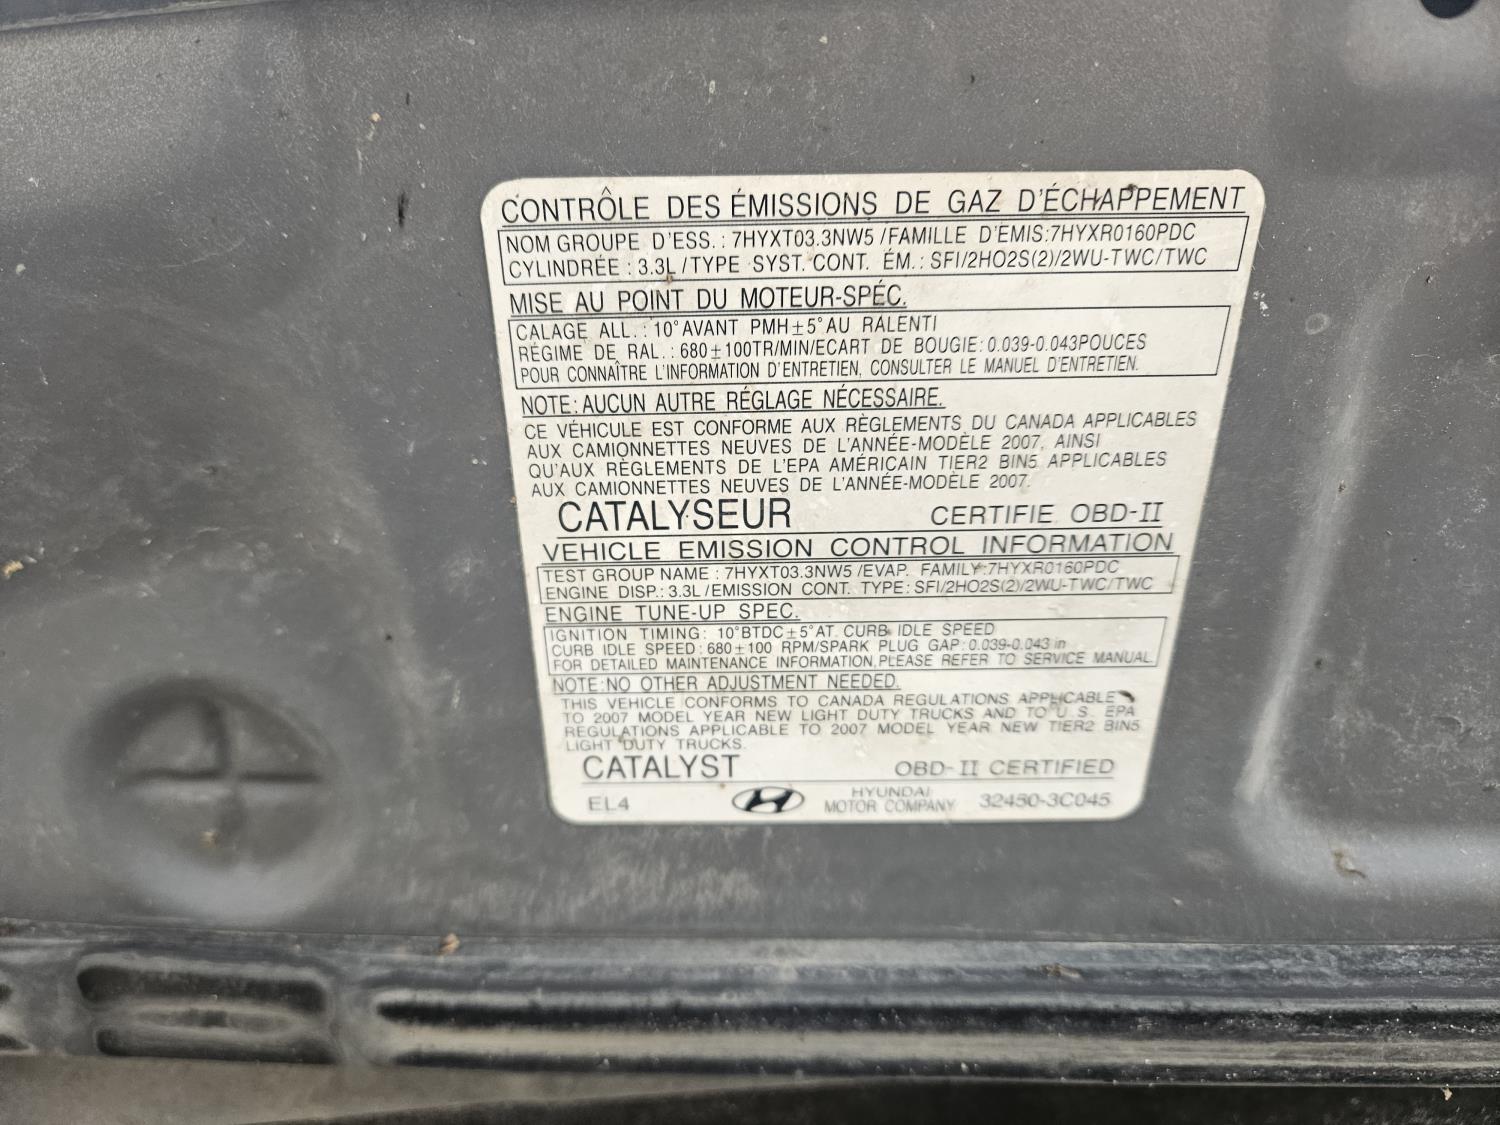 CONTRÔLE DES ÉMISSIONS DE GAZ D'ÉCHAPPEMENT
NOM GROUPE D'ESS.: 7HYXT03.3NW5 /FAMILLE D'ÉMIS:7HYXR0160PDC
CYLINDRÉE : 3.3L /TYPE SYST. CONT. ÉM.: SFI/2HO2S(2)/2WU-TWC/TWC
MISE AU POINT DU MOTEUR-SPÉC.
CALAGE ALL.: 10°AVANT PMH±5°AU RALENTI
RÉGIME DE RAL.: 680±100TR/MIN/ECART DE BOUGIE: 0.039-0.043POUCES
POUR CONNAÎTRE L'INFORMATION D'ENTRETIEN, CONSULTER LE MANUEL D'ENTRETIEN.
NOTE: AUCUN AUTRE RÉGLAGE NÉCESSAIRE.
CE VÉHICULE EST CONFORME AUX RÈGLEMENTS DU CANADA APPLICABLES
AUX CAMIONNETTES NEUVES DE L'ANNÉE-MODÈLE 2007, AINSI
QU'AUX RÈGLEMENTS DE L'EPA AMÉRICAIN TIER2 BIN5 APPLICABLES
AUX CAMIONNETTES NEUVES DE L'ANNÉE-MODÈLE 2007.
CATALYSEUR CERTIFIE OBD-II
VEHICLE EMISSION CONTROL INFORMATION
TEST GROUP NAME : 7HYXT03.3NW5 /EVAP. FAMILY:7HYXR0160PDC
ENGINE DISP.: 3.3L /EMISSION CONT. TYPE: SFI/2HO2S(2)/2WU-TWC/TWC
ENGINE TUNE-UP SPEC.
IGNITION TIMING: 10°BTDC±5°AT. CURB IDLE SPEED
CURB IDLE SPEED: 680±100 RPM/SPARK PLUG GAP: 0.039-0.043 in
FOR DETAILED MAINTENANCE INFORMATION,PLEASE REFER TO SERVICE MANUAL
NOTE:NO OTHER ADJUSTMENT NEEDED.
THIS VEHICLE CONFORMS TO CANADA REGULATIONS APPLICABLE
TO 2007 MODEL YEAR NEW LIGHT DUTY TRUCKS AND TO U.S. EPA
REGULATIONS APPLICABLE TO 2007 MODEL YEAR NEW TIER2 BIN5
LIGHT DUTY TRUCKS.
CATALYST OBD-II CERTIFIED
EL4 HYUNDAI MOTOR COMPANY 32450-3C045